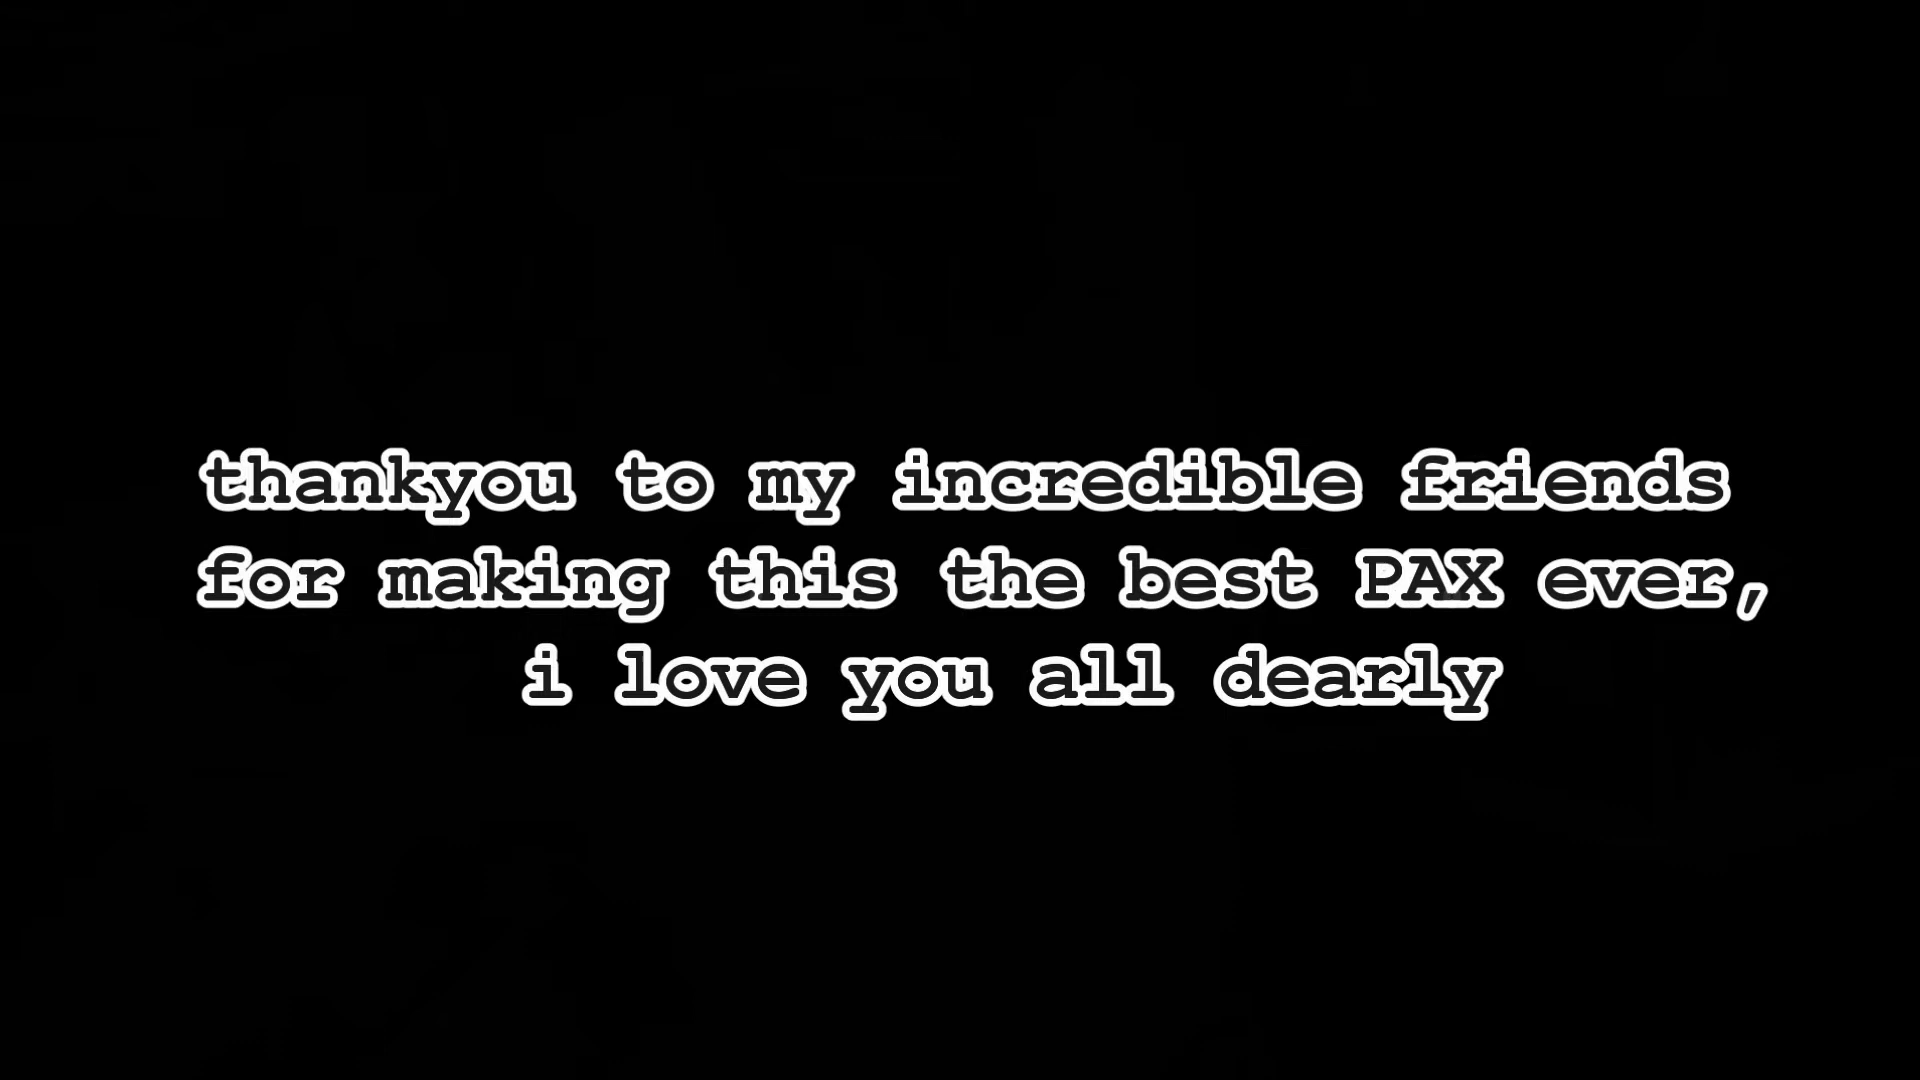 thankyou to my incredible friends
for making this the best PAX ever,
i love you all dearly